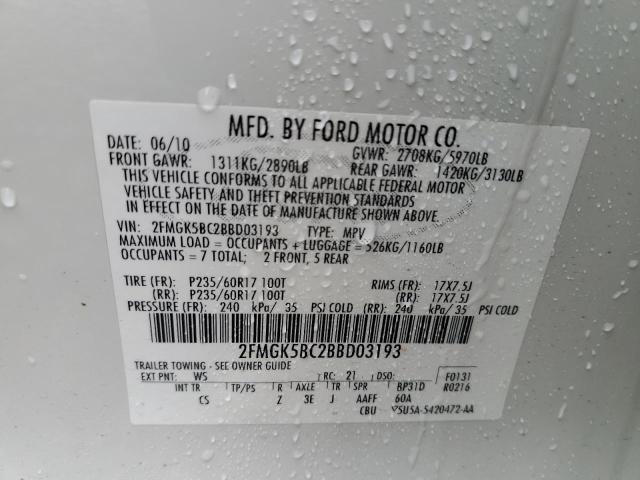 MFD. BY FORD MOTOR CO.
DATE: 06/10 GVWR: 2708KG/5970LB
FRONT GAWR: 1311KG/2890LB REAR GAWR: 1420KG/3130LB
THIS VEHICLE CONFORMS TO ALL APPLICABLE FEDERAL MOTOR
VEHICLE SAFETY AND THEFT PREVENTION STANDARDS
IN EFFECT ON THE DATE OF MANUFACTURE SHOWN ABOVE.
VIN: 2FMGK5BC2BBD03193 TYPE: MPV
MAXIMUM LOAD = OCCUPANTS + LUGGAGE = 526KG/1160LB
OCCUPANTS = 7 TOTAL; 2 FRONT, 5 REAR
TIRE (FR): P235/60R17 100T RIMS (FR): 17X7.5J
(RR): P235/60R17 100T (RR): 17X7.5J
PRESSURE (FR): 240 kPa/ 35 PSI COLD (RR): 240 kPa/ 35 PSI COLD
2FMGK5BC2BBD03193
TRAILER TOWING - SEE OWNER GUIDE
EXT PNT: WS RC: 21 DSO: F0131
INT TR TP/PS R AXLE TR SPR BP31D R0216
CS Z 3E J AAFF 60A
CBU 5U5A-5420472-AA